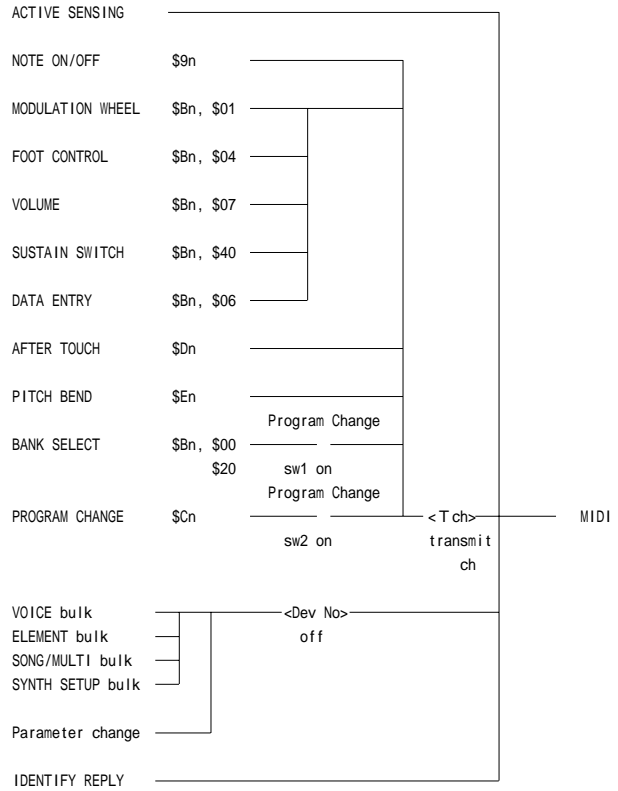 ACTIVE SENSING
NOTE ON/OFF $9n
MODULATION WHEEL $Bn, $01
FOOT CONTROL $Bn, $04
VOLUME $Bn, $07
SUSTAIN SWITCH $Bn, $40
DATA ENTRY $Bn, $06
AFTER TOUCH $Dn
PITCH BEND $En
Program Change
BANK SELECT $Bn, $00
$20 sw1 on
Program Change
PROGRAM CHANGE $Cn <Tch> MIDI
sw2 on transmit
ch
VOICE bulk <Dev No>
ELEMENT bulk off
SONG/MULTI bulk
SYNTH SETUP bulk
Parameter change
IDENTIFY REPLY